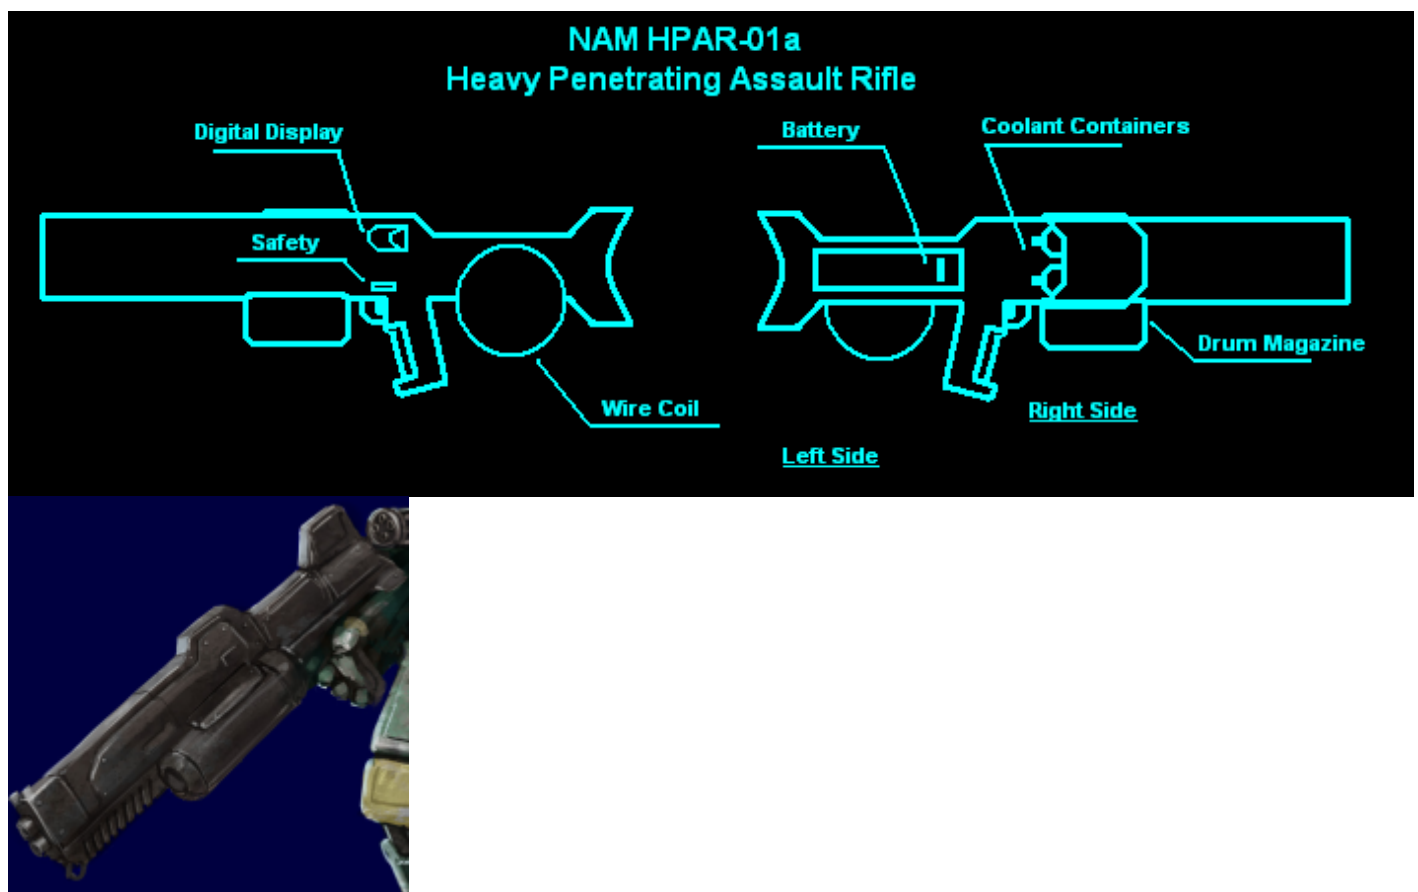 NAM HPAR-01a
Heavy Penetrating Assault Rifle
Digital Display
Battery
Coolant Containers
Safety
Drum Magazine
Wire Coil
Right Side
Left Side